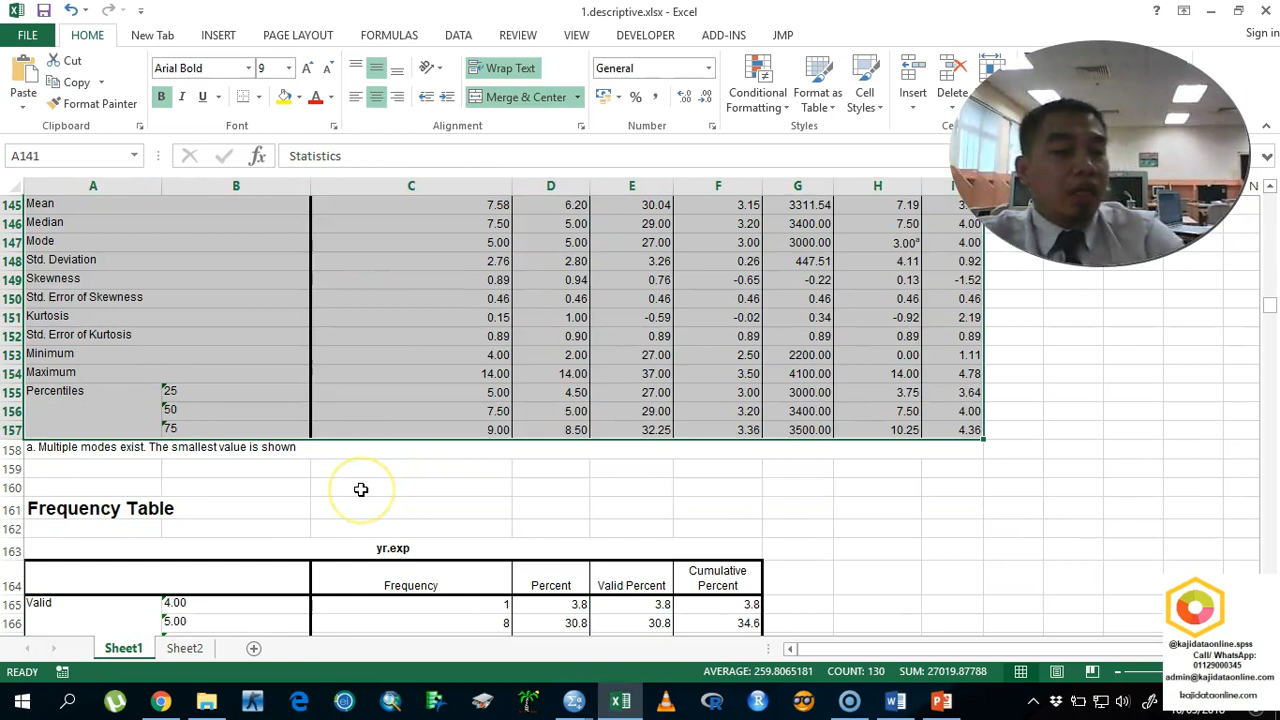 1.descriptive.xlsx - Excel
FILE HOME New Tab INSERT PAGE LAYOUT FORMULAS DATA REVIEW VIEW DEVELOPER ADD-INS JMP Sign in
Cut
Copy
Format Painter
Paste
Clipboard
Arial Bold 9
B I U
Font
Wrap Text
Merge & Center
Alignment
General
Number
Conditional Formatting
Format as Table
Cell Styles
Styles
Insert Delete
A141 fx Statistics
A B C D E F G H N
145 Mean 7.58 6.20 30.04 3.15 3311.54 7.19
146 Median 7.50 5.00 29.00 3.20 3400.00 7.50 4.00
147 Mode 5.00 5.00 27.00 3.00 3000.00 3.00a 4.00
148 Std. Deviation 2.76 2.80 3.26 0.26 447.51 4.11 0.92
149 Skewness 0.89 0.94 0.76 -0.65 -0.22 0.13 -1.52
150 Std. Error of Skewness 0.46 0.46 0.46 0.46 0.46 0.46 0.46
151 Kurtosis 0.15 1.00 -0.59 -0.02 0.34 -0.92 2.19
152 Std. Error of Kurtosis 0.89 0.90 0.89 0.89 0.89 0.89 0.89
153 Minimum 4.00 2.00 27.00 2.50 2200.00 0.00 1.11
154 Maximum 14.00 14.00 37.00 3.50 4100.00 14.00 4.78
155 Percentiles 25 5.00 4.50 27.00 3.00 3000.00 3.75 3.64
156 50 7.50 5.00 29.00 3.20 3400.00 7.50 4.00
157 75 9.00 8.50 32.25 3.36 3500.00 10.25 4.36
158 a. Multiple modes exist. The smallest value is shown
159
160
161 Frequency Table
162
163 yr.exp
164 Frequency Percent Valid Percent Cumulative Percent
165 Valid 4.00 1 3.8 3.8 3.8
166 5.00 8 30.8 30.8 34.6
Sheet1 Sheet2
READY AVERAGE: 259.8065181 COUNT: 130 SUM: 27019.87788
@kajidataonline.spss
Call/ WhatsApp:
01129000345
admin@kajidataonline.com
kajidataonline.com